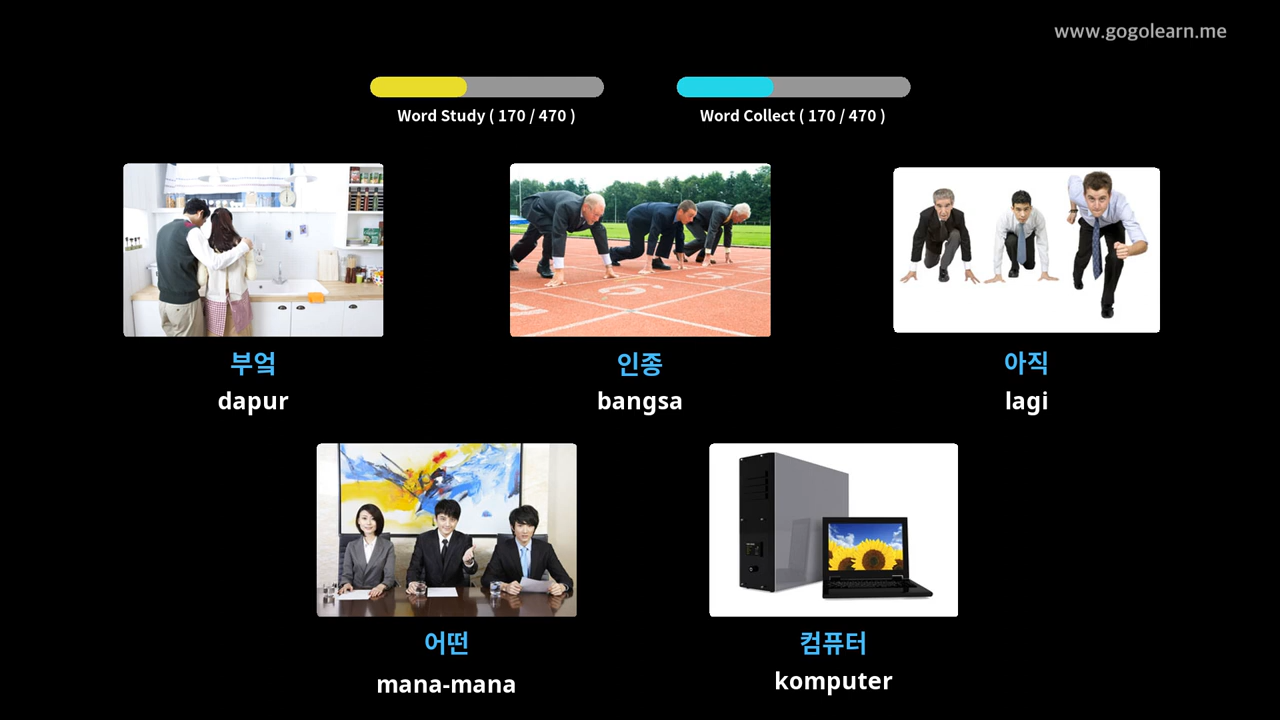 www.gogolearn.me
Word Study ( 170 / 470 )
Word Collect ( 170 / 470 )
부엌
dapur
인종
bangsa
아직
lagi
어떤
mana-mana
컴퓨터
komputer